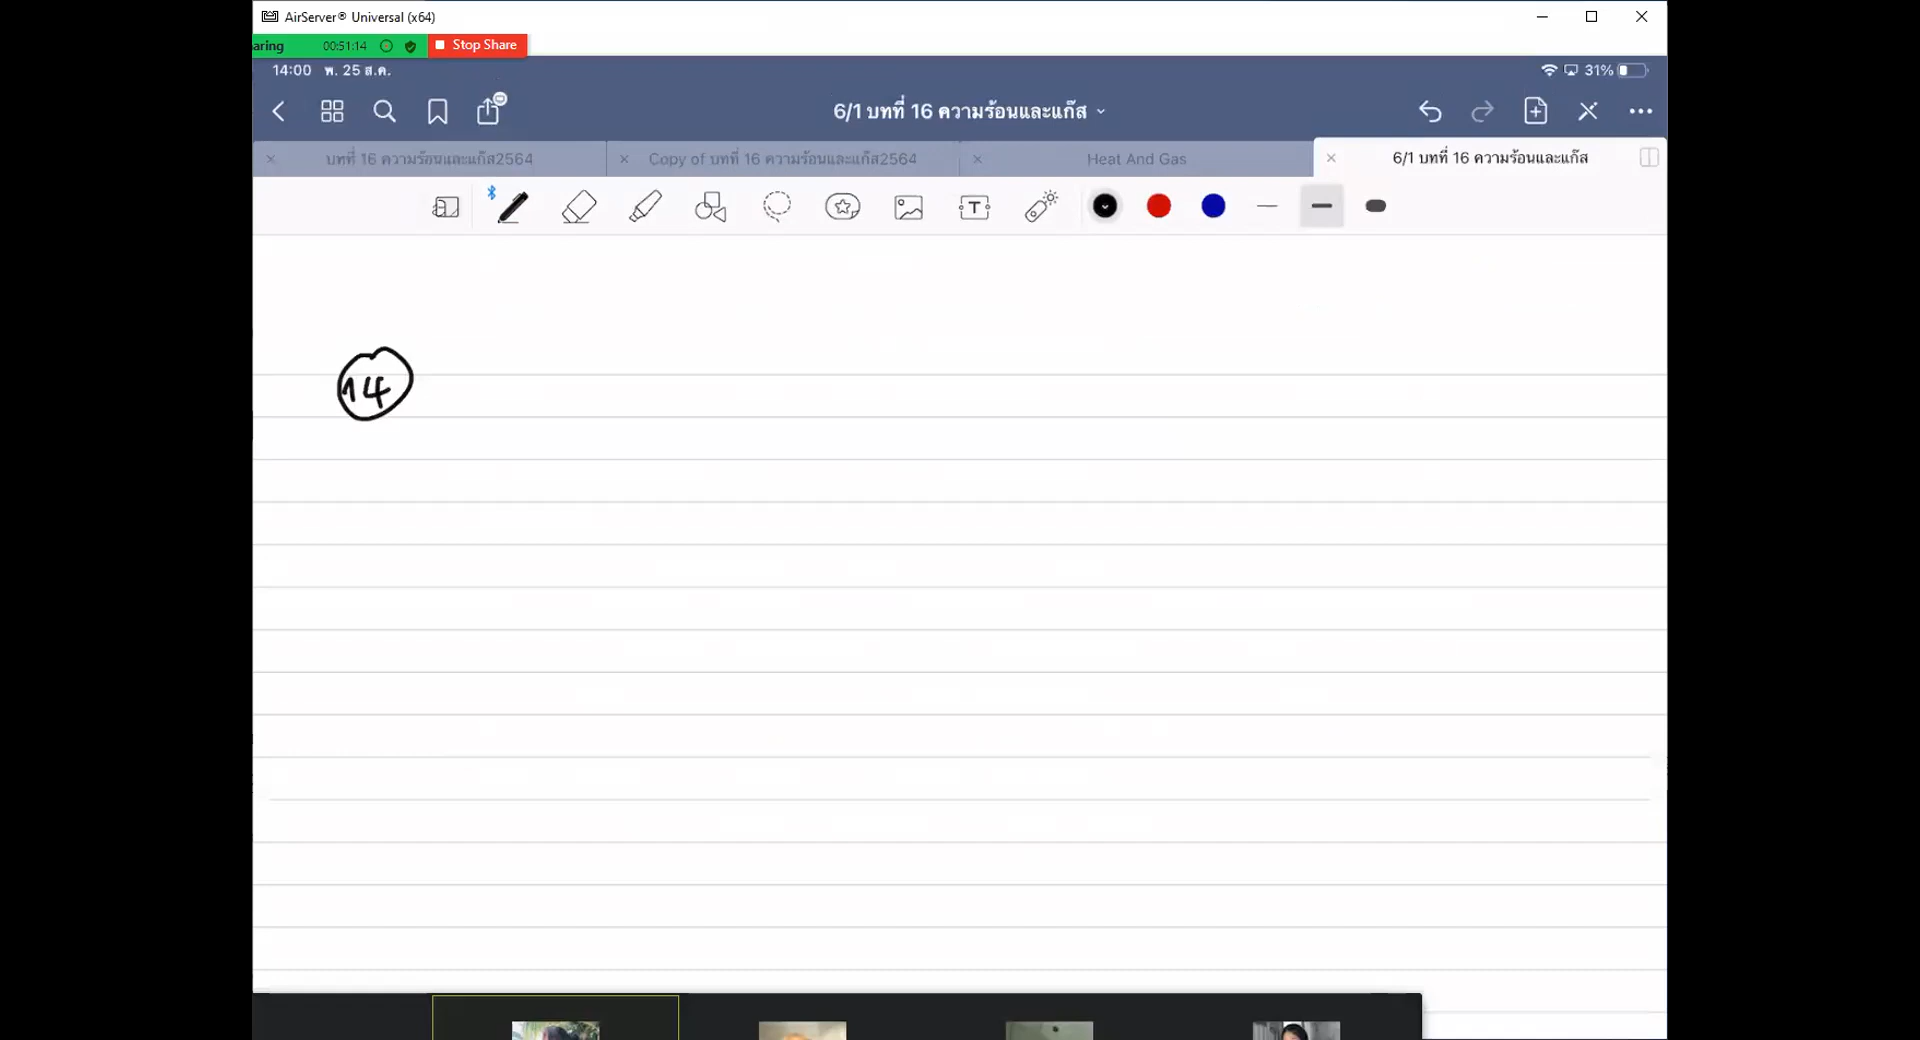 AirServer® Universal (x64)
aring 00:51:14 Stop Share
14:00 พ. 25 ส.ค. 31%
6/1 บทที่ 16 ความร้อนและแก๊ส
บทที่ 16 ความร้อนและแก๊ส2564 Copy of บทที่ 16 ความร้อนและแก๊ส2564 Heat And Gas 6/1 บทที่ 16 ความร้อนและแก๊ส
T
14